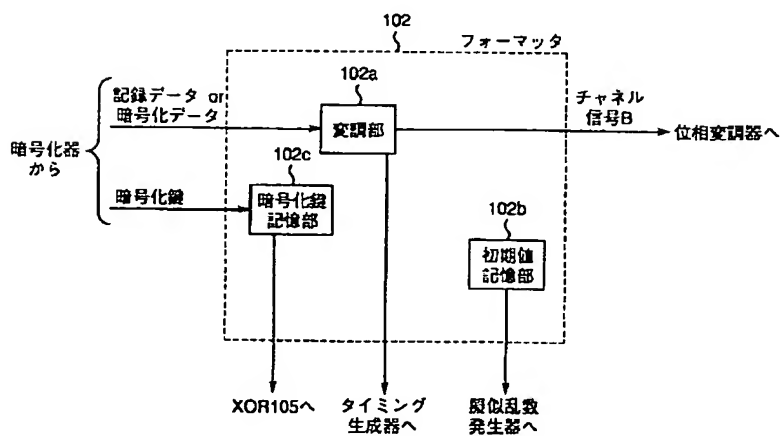 102
フォーマッタ
102a
記録データ or
暗号化データ
変調部
チャネル
信号B
位相変調器へ
暗号化器
から
102c
暗号化鍵
暗号化鍵
記憶部
102b
初期値
記憶部
XOR105へ
タイミング
生成器へ
擬似乱数
発生器へ